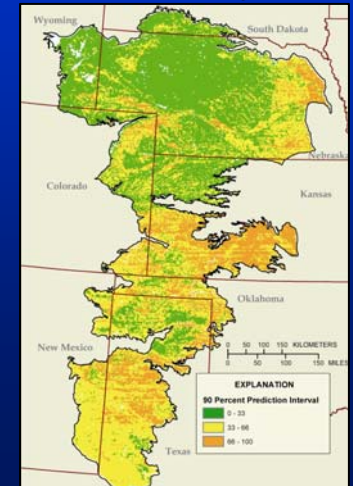 Wyoming
South Dakota
Nebraska
Colorado
Kansas
Oklahoma
New Mexico
0 50 100 150 KILOMETERS
0 50 100 150 MILES
EXPLANATION
90 Percent Prediction Interval
0 - 33
33 - 66
66 - 100
Texas